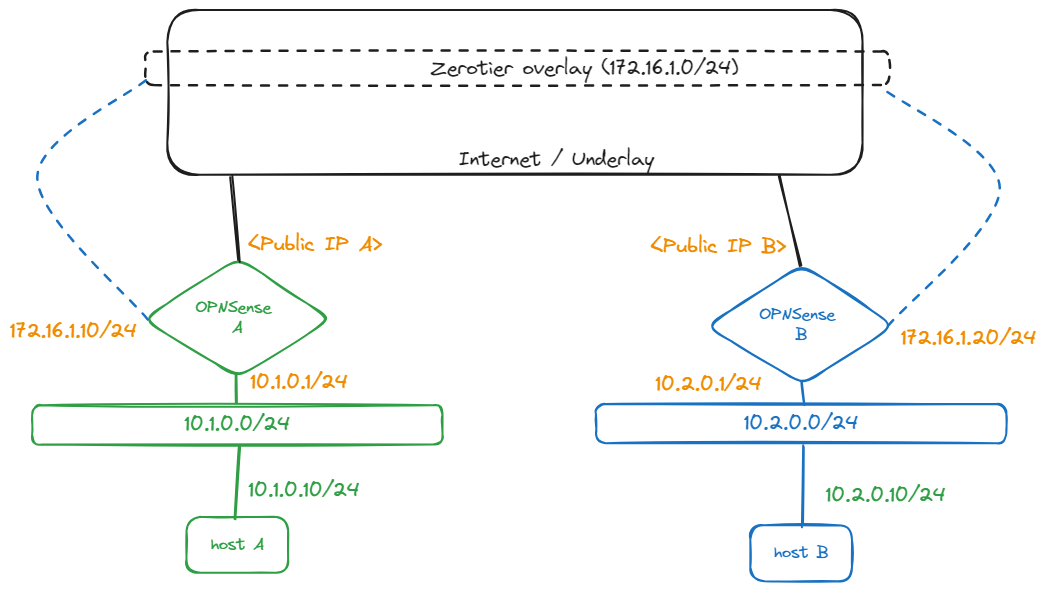 Zerotier overlay (172.16.1.0/24)
Internet / Underlay
<Public IP A>
<Public IP B>
OPNSense
A
OPNSense
B
172.16.1.10/24
172.16.1.20/24
10.1.0.1/24
10.2.0.1/24
10.1.0.0/24
10.2.0.0/24
10.1.0.10/24
10.2.0.10/24
host A
host B